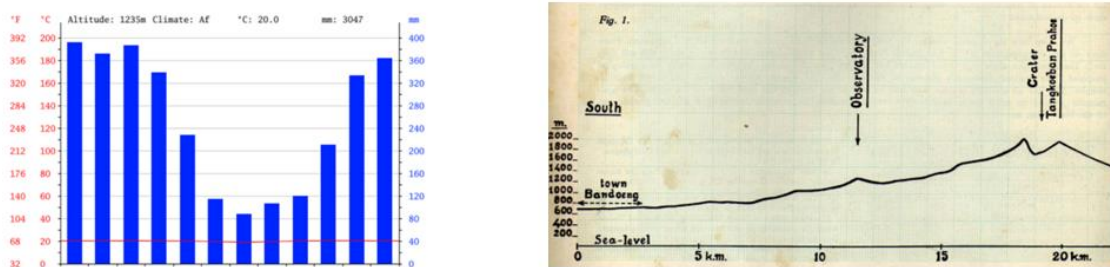 °F °C Altitude: 1235m Climate: Af °C: 20.0 mm: 3047 mm
392 200 400
356 180 360
320 160 320
284 140 280
248 120 240
212 100 200
176 80 160
140 60 120
104 40 80
68 20 40
32 0 0
Fig. 1.
Observatory
Crater
Tangkoeban Prahoe
South
m.
2000
1800
1600
1400
1200
1000
800
600
400
200
town
Bandoeng
Sea-level
0 5 k.m. 10 15 20 k.m.